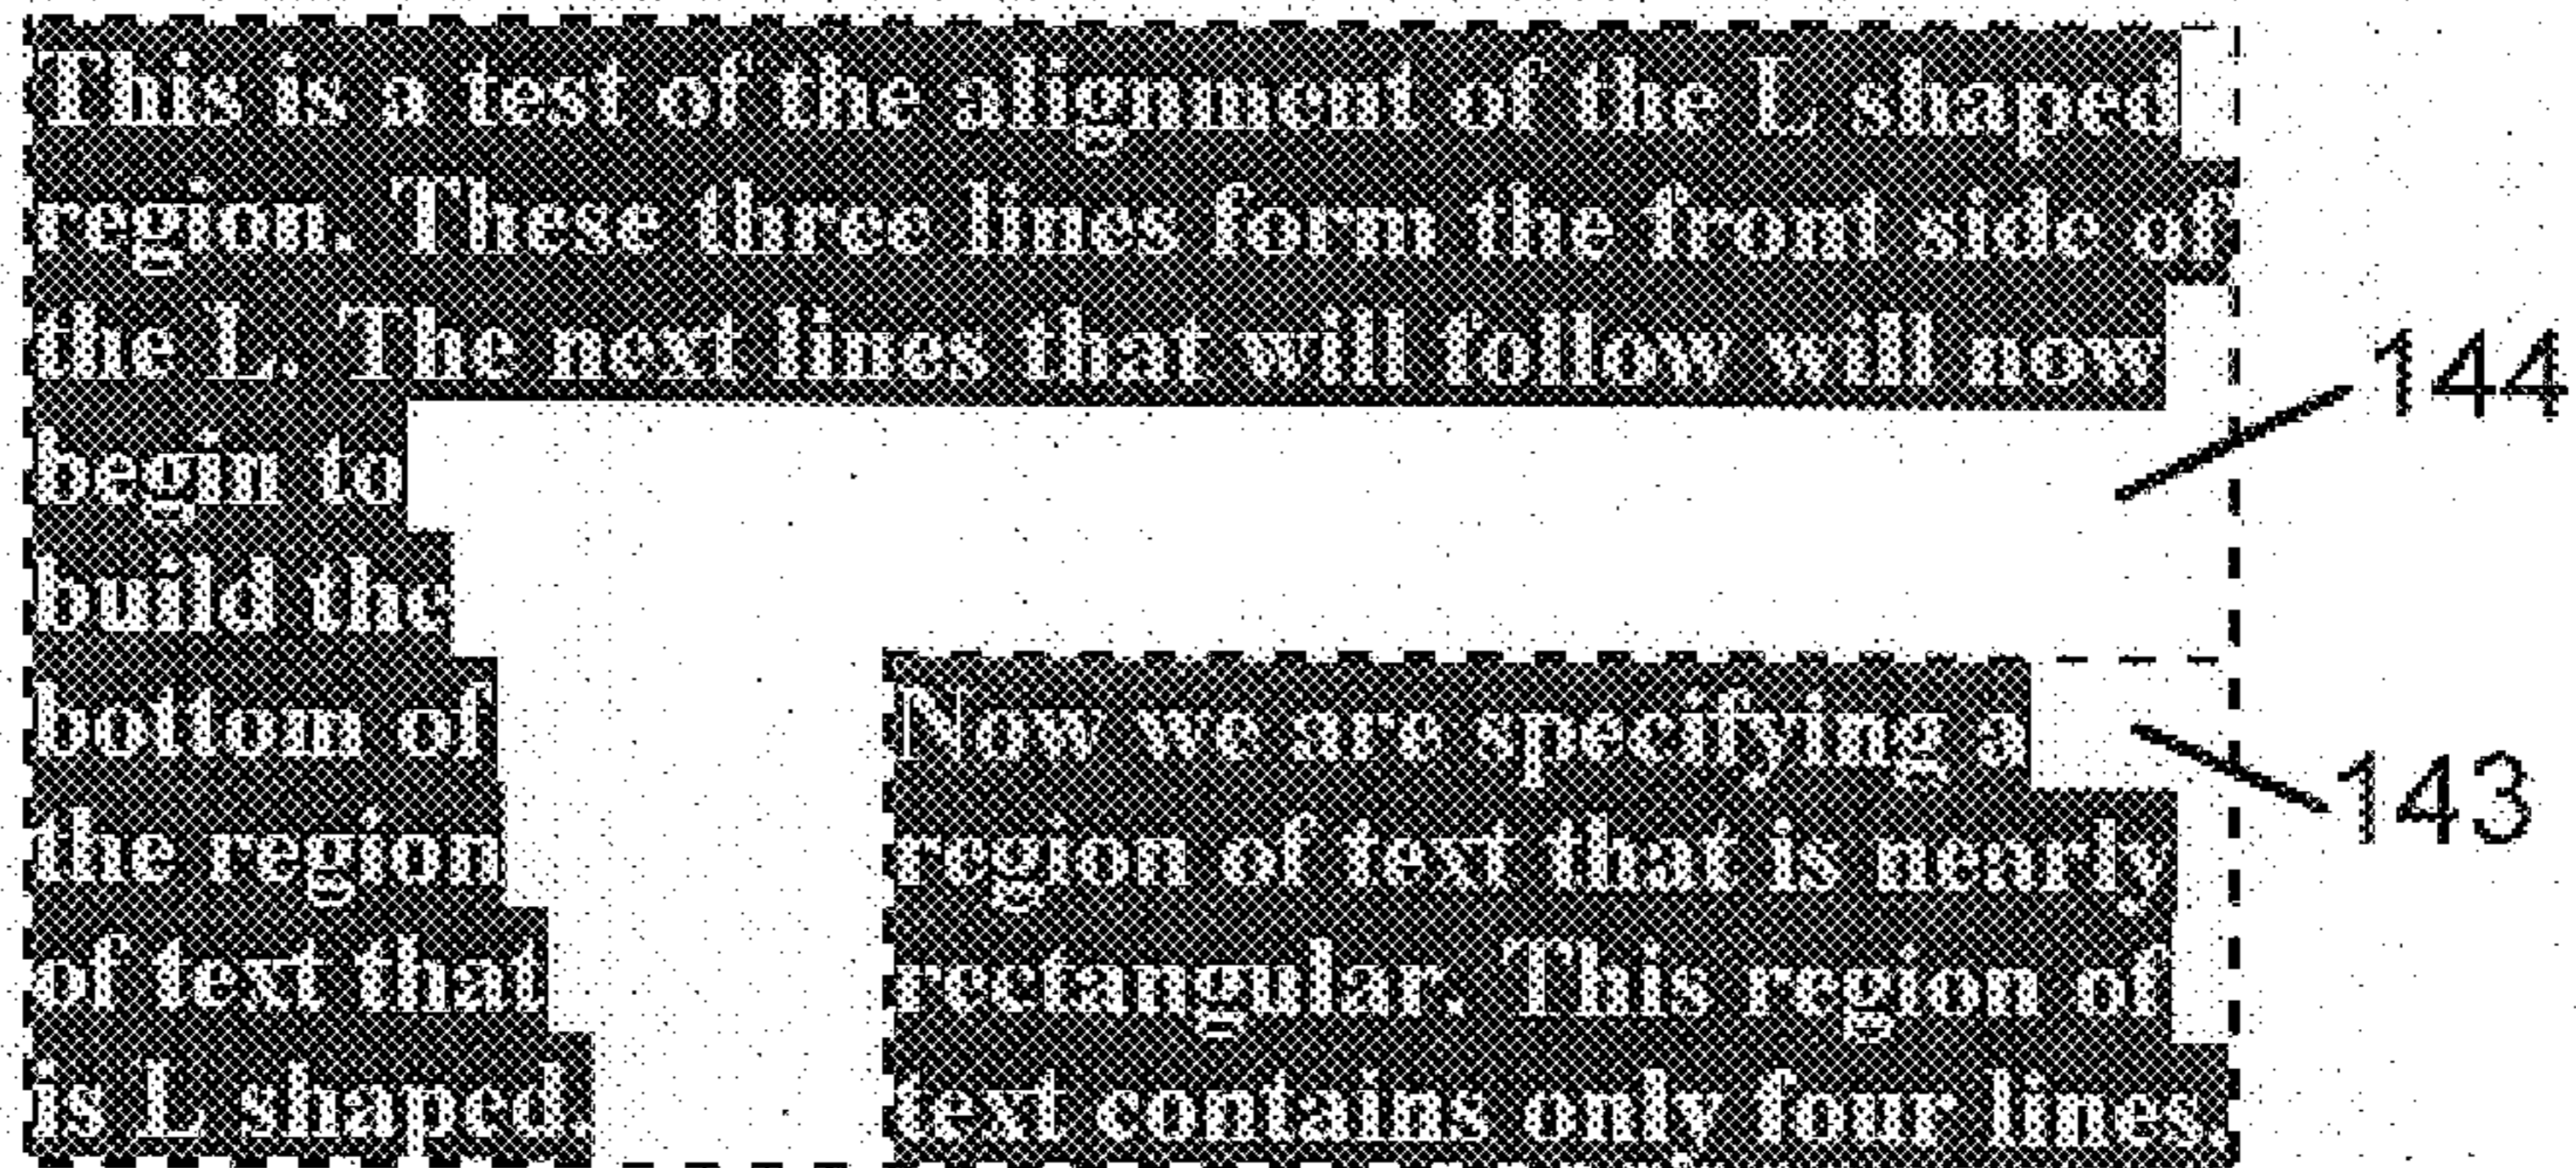 This is a test of the alignment of the L shaped
region. These three lines form the front side of
the L. The next lines that will follow will now
begin to
build the
bottom of
the region
of text that
is L shaped.
Now we are specifying a
region of text that is nearly
rectangular. This region of
text contains only four lines.
144
143